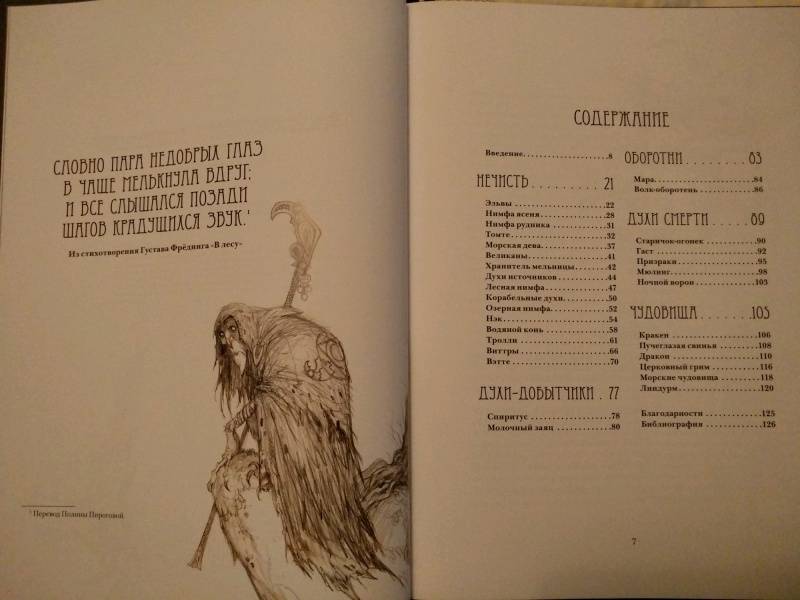 СЛОВНО ПАРА НЕДОБРЫХ ГЛАЗ
В ЧАЩЕ МЕЛЬКНУЛА ВДРУГ;
И ВСЕ СЛЫШАЛСЯ ПОЗАДИ
ШАГОВ КРАДУЩИХСЯ ЗВУК.¹
Из стихотворения Густава Фрёдинга «В лесу»
¹ Перевод Полины Пироговой.
СОДЕРЖАНИЕ
Введение. . . . . . . . . . . . . . . . 8
НЕЧИСТЬ . . . . . . . . 21
Эльвы . . . . . . . . . . . . . . . . 22
Нимфа ясеня . . . . . . . . . . . . 28
Нимфа рудника . . . . . . . . . . . 31
Томте . . . . . . . . . . . . . . . . 32
Морская дева. . . . . . . . . . . . 37
Великаны . . . . . . . . . . . . . . 41
Хранитель мельницы. . . . . . . . 42
Духи источников . . . . . . . . . . 44
Лесная нимфа . . . . . . . . . . . . 47
Корабельные духи. . . . . . . . . . 50
Озерная нимфа. . . . . . . . . . . . 52
Нэк . . . . . . . . . . . . . . . . . 54
Водяной конь . . . . . . . . . . . . 58
Тролли . . . . . . . . . . . . . . . 61
Виттры . . . . . . . . . . . . . . . 66
Вэтте . . . . . . . . . . . . . . . . 70
ДУХИ-ДОБЫТЧИКИ . 77
Спиритус . . . . . . . . . . . . . . 78
Молочный заяц . . . . . . . . . . . 80
ОБОРОТНИ . . . . . . . . 83
Мара. . . . . . . . . . . . . . . . . 84
Волк-оборотень . . . . . . . . . . . 86
ДУХИ СМЕРТИ . . . . . 89
Старичок-огонек . . . . . . . . . . 90
Гаст . . . . . . . . . . . . . . . . . 92
Призраки . . . . . . . . . . . . . . 95
Мюлинг. . . . . . . . . . . . . . . . 98
Ночной ворон . . . . . . . . . . . . 103
ЧУДОВИЩА . . . . . . . 105
Кракен . . . . . . . . . . . . . . . 106
Пучеглазая свинья . . . . . . . . . 108
Дракон . . . . . . . . . . . . . . . 110
Церковный грим . . . . . . . . . . 116
Морские чудовища . . . . . . . . . 118
Линдурм . . . . . . . . . . . . . . . 120
Благодарности . . . . . . . . . . . 125
Библиография . . . . . . . . . . . . 126
7